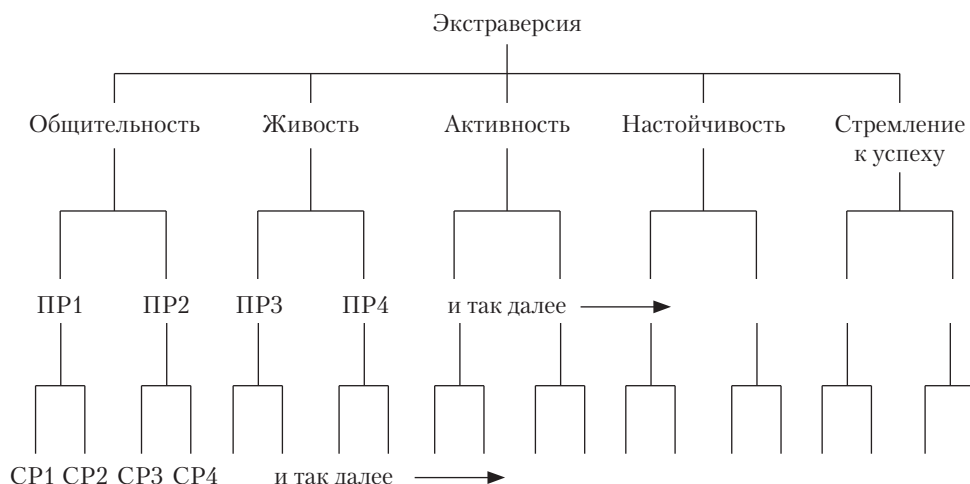 Экстраверсия
Общительность Живость Активность Настойчивость Стремление
к успеху
ПР1 ПР2 ПР3 ПР4 и так далее
СР1 СР2 СР3 СР4 и так далее